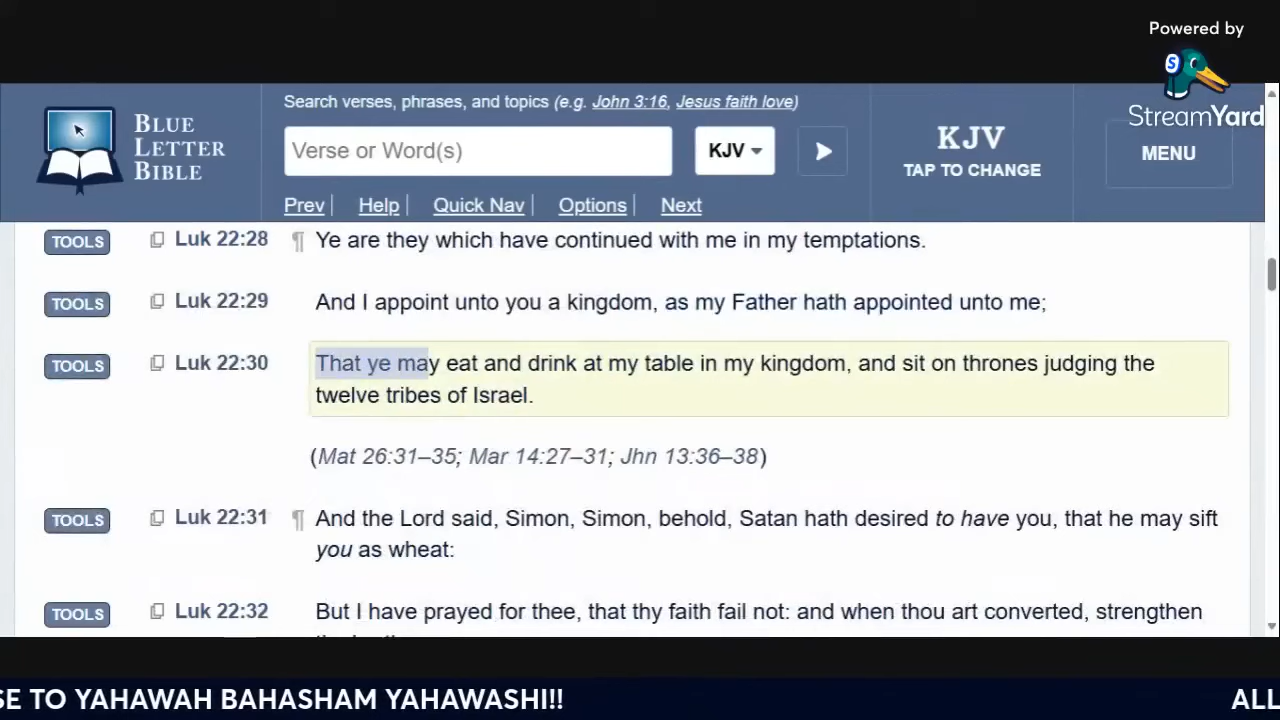 Powered by
S
StreamYard
BLUE
LETTER
BIBLE
Search verses, phrases, and topics (e.g. John 3:16, Jesus faith love)
Verse or Word(s)
KJV
KJV
TAP TO CHANGE
MENU
Prev | Help | Quick Nav | Options | Next
TOOLS Luk 22:28 ¶ Ye are they which have continued with me in my temptations.
TOOLS Luk 22:29 And I appoint unto you a kingdom, as my Father hath appointed unto me;
TOOLS Luk 22:30 That ye may eat and drink at my table in my kingdom, and sit on thrones judging the
twelve tribes of Israel.
(Mat 26:31–35; Mar 14:27–31; Jhn 13:36–38)
TOOLS Luk 22:31 ¶ And the Lord said, Simon, Simon, behold, Satan hath desired to have you, that he may sift
you as wheat:
TOOLS Luk 22:32 But I have prayed for thee, that thy faith fail not: and when thou art converted, strengthen
SE TO YAHAWAH BAHASHAM YAHAWASHI!! ALL